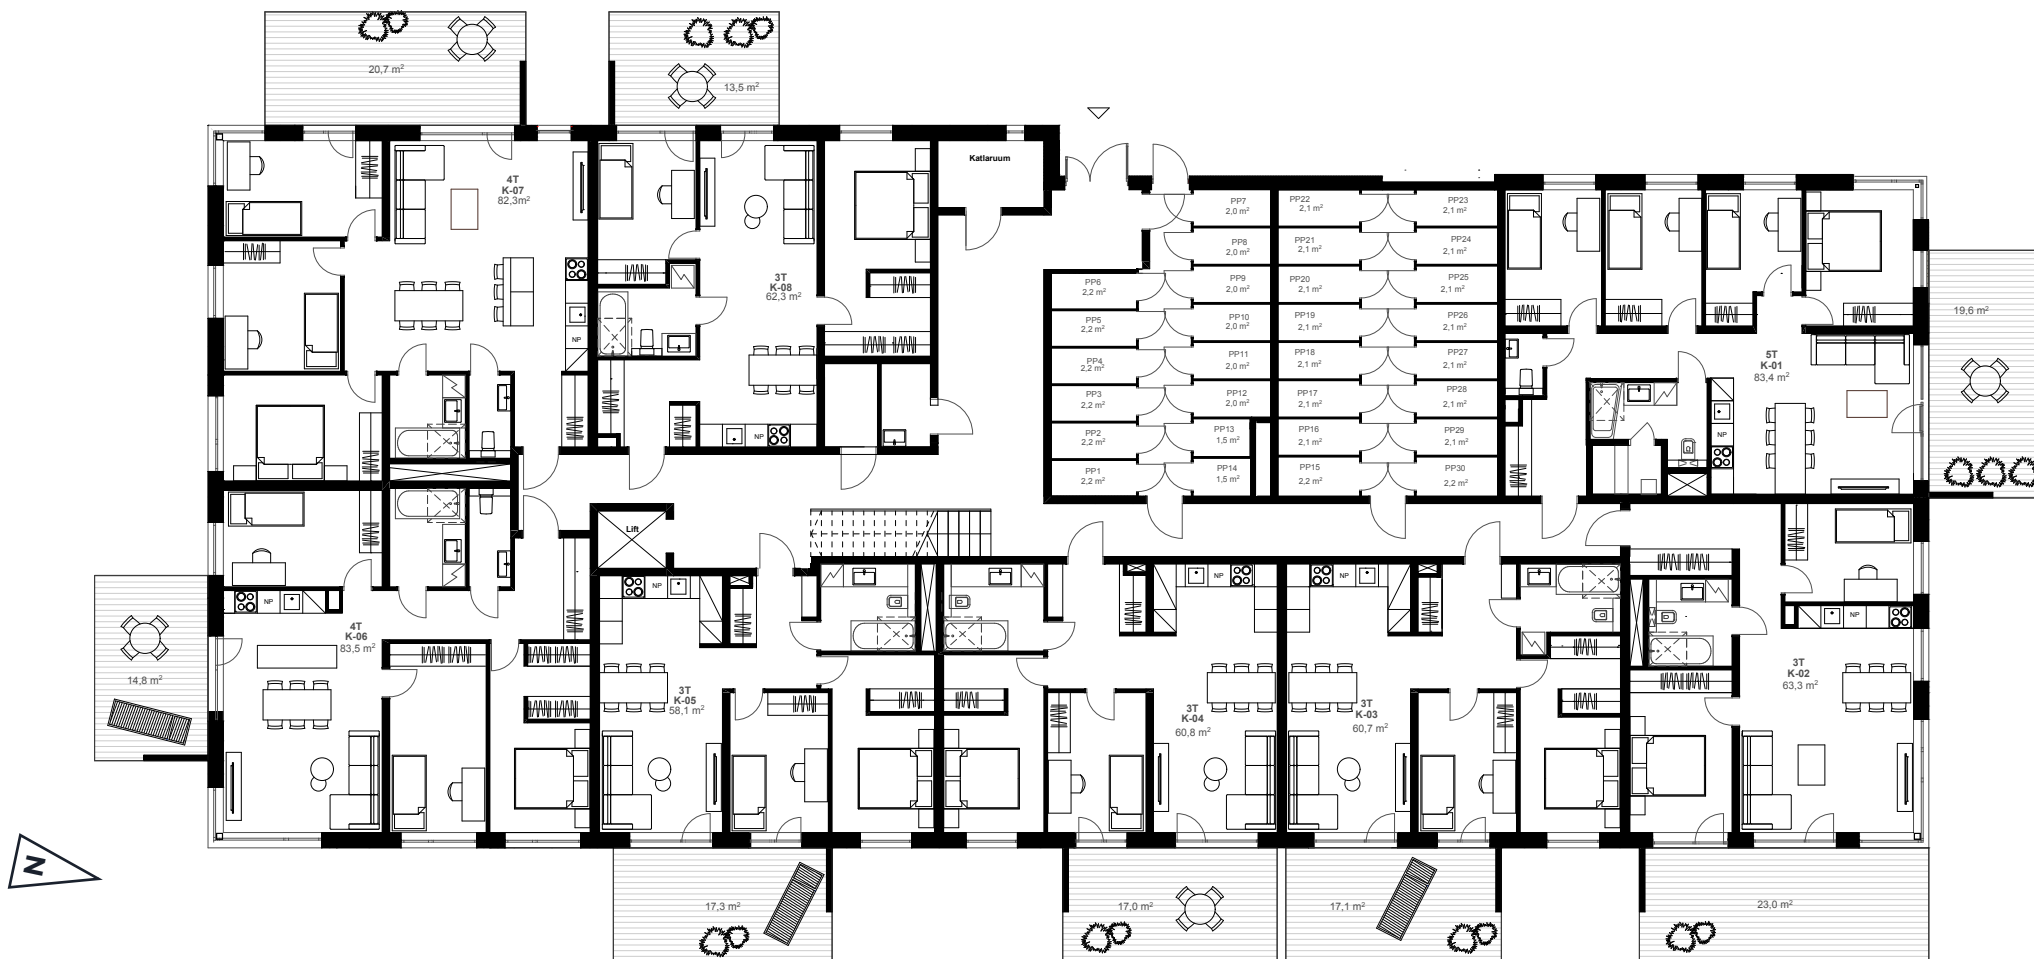 20,7 m²
13,5 m²
4T
K-07
82,3m²
3T
K-08
62,3 m²
Katlaruum
PP7
2,0 m²
PP8
2,0 m²
PP9
2,0 m²
PP10
2,0 m²
PP11
2,0 m²
PP12
2,0 m²
PP13
1,5 m²
PP14
1,5 m²
PP6
2,2 m²
PP5
2,2 m²
PP4
2,2 m²
PP3
2,2 m²
PP2
2,2 m²
PP1
2,2 m²
PP22
2,1 m²
PP21
2,1 m²
PP20
2,1 m²
PP19
2,1 m²
PP18
2,1 m²
PP17
2,1 m²
PP16
2,1 m²
PP15
2,2 m²
PP23
2,1 m²
PP24
2,1 m²
PP25
2,1 m²
PP26
2,1 m²
PP27
2,1 m²
PP28
2,1 m²
PP29
2,1 m²
PP30
2,2 m²
5T
K-01
83,4 m²
19,6 m²
NP
NP
NP
Lift
NP
NP
NP
NP
NP
4T
K-06
83,5 m²
14,8 m²
3T
K-05
58,1 m²
3T
K-04
60,8 m²
3T
K-03
60,7 m²
3T
K-02
63,3 m²
17,3 m²
17,0 m²
17,1 m²
23,0 m²
N